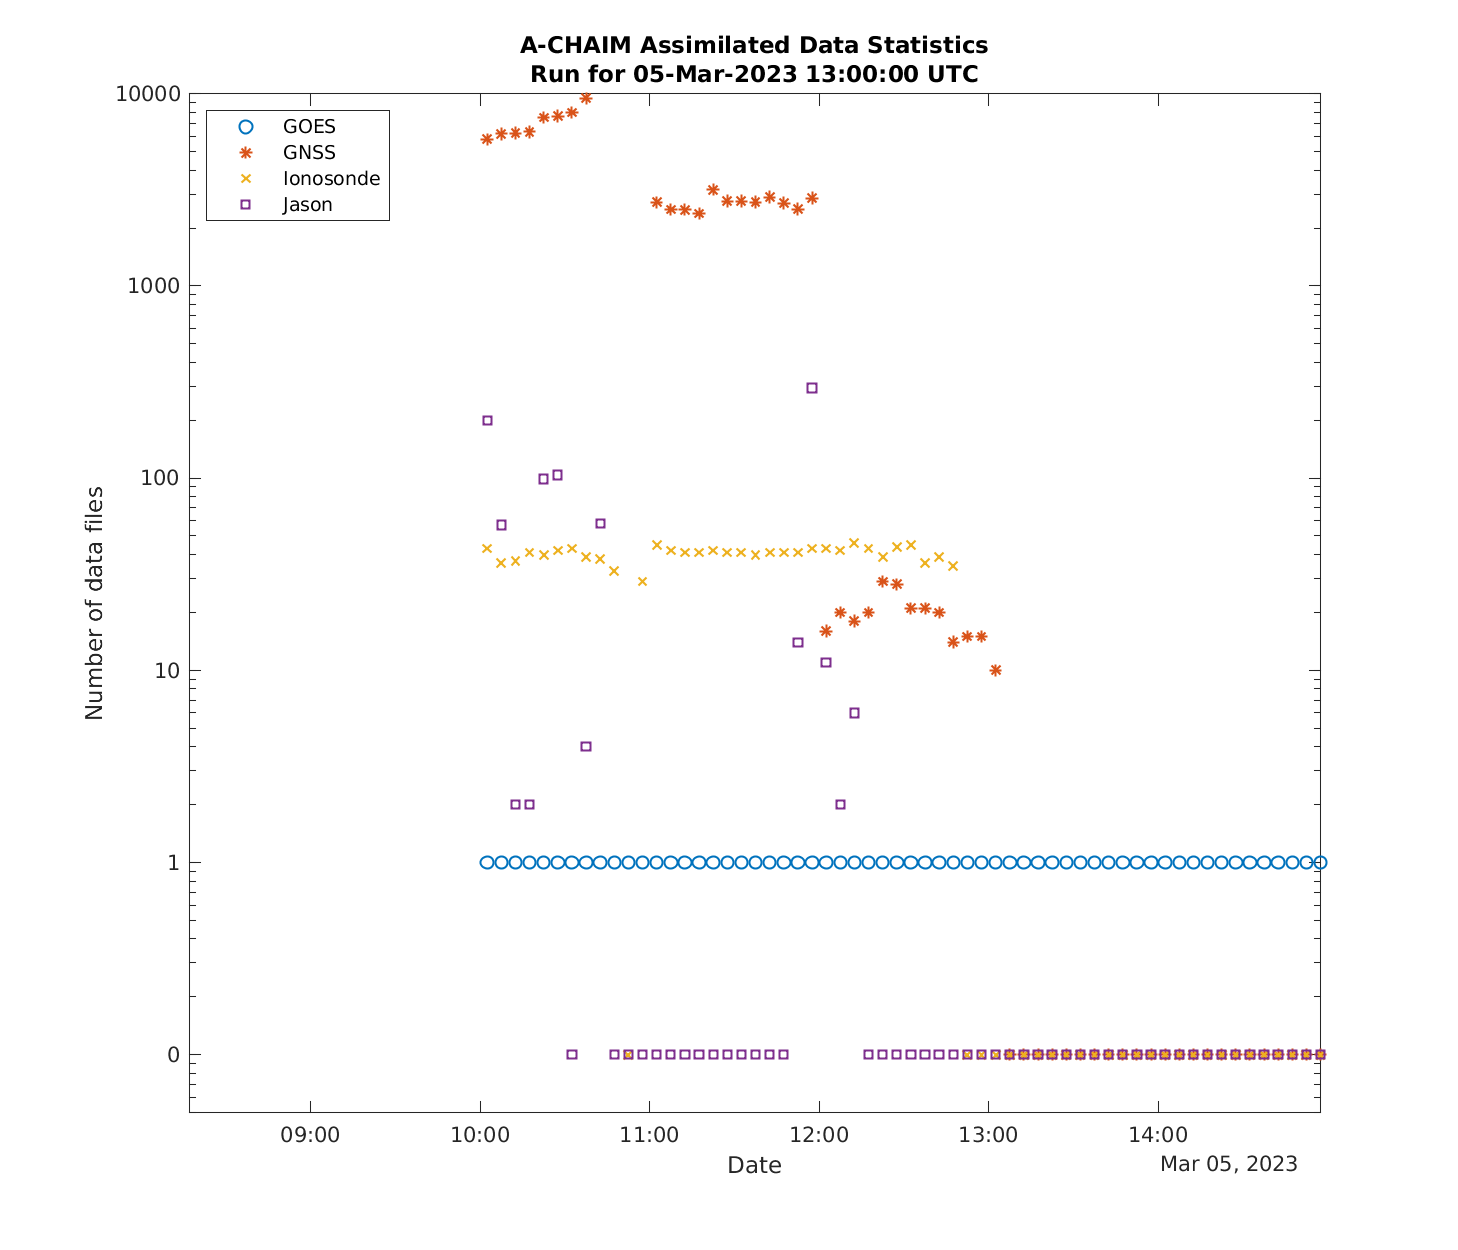 A-CHAIM Assimilated Data Statistics
Run for 05-Mar-2023 13:00:00 UTC
GOES
GNSS
Ionosonde
Jason
10000
1000
100
10
1
0
Number of data files
09:00
10:00
11:00
12:00
13:00
14:00
Date
Mar 05, 2023